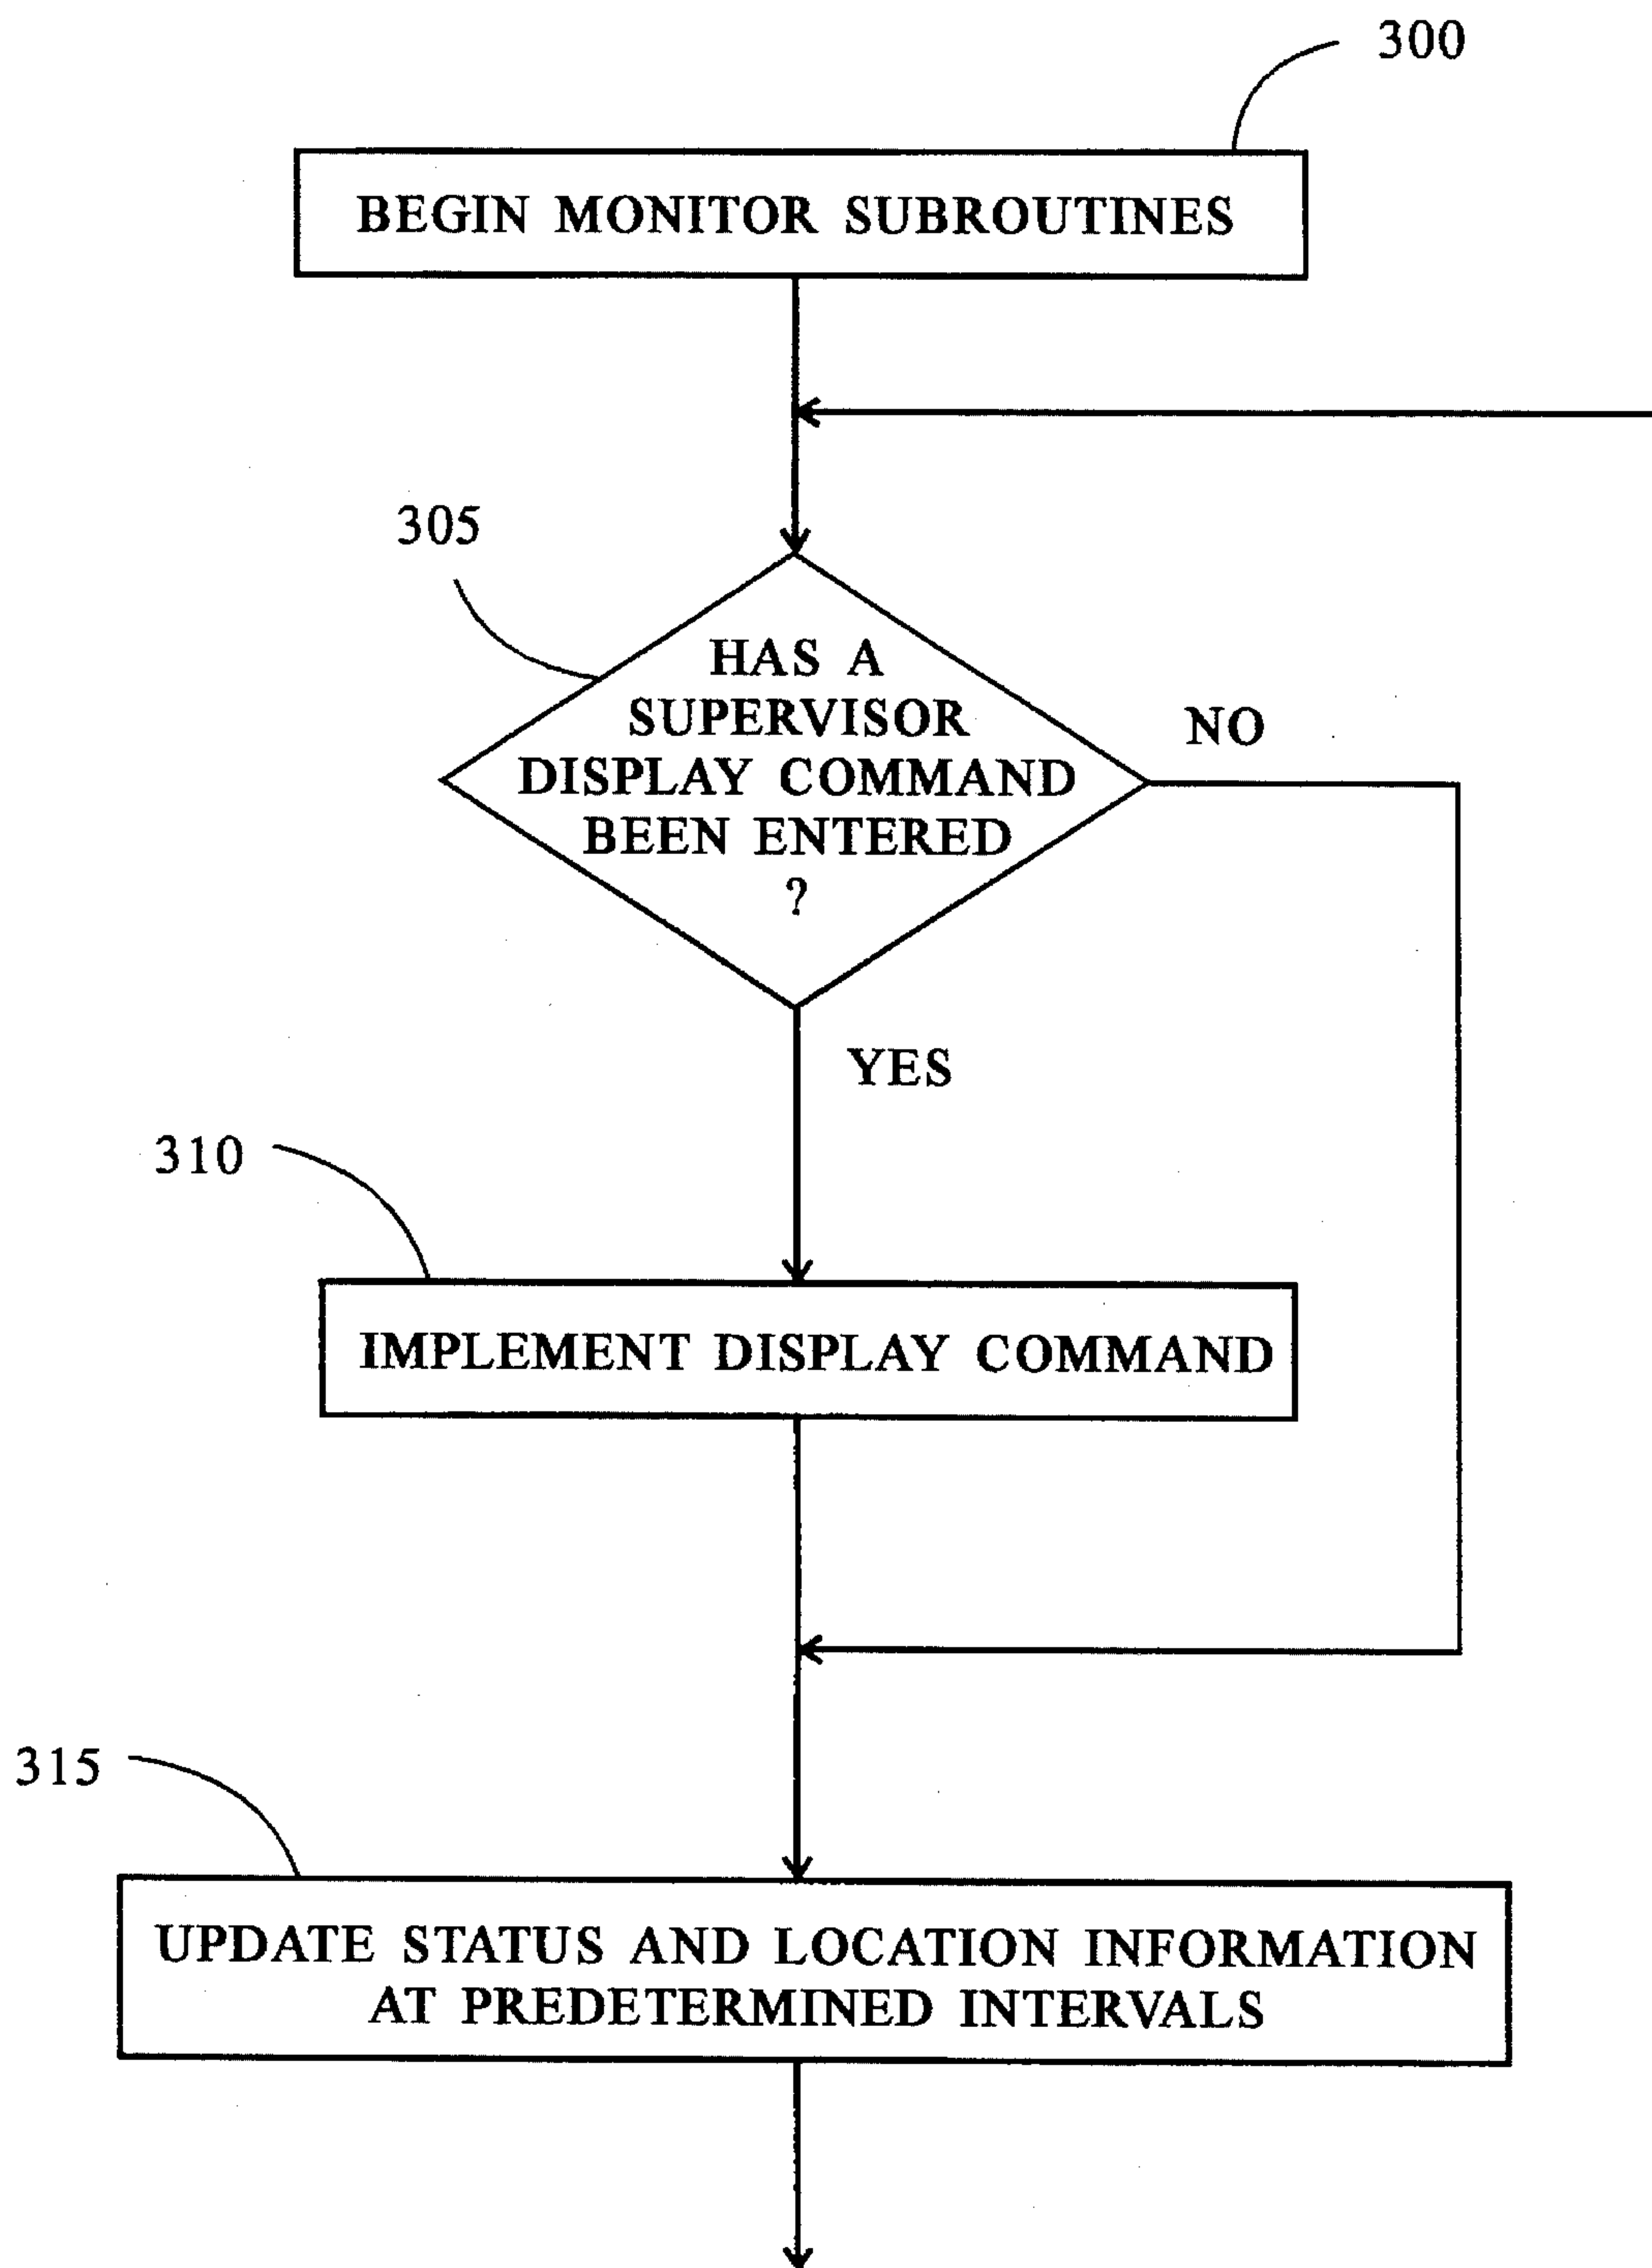 300
BEGIN MONITOR SUBROUTINES
305
HAS A
SUPERVISOR
DISPLAY COMMAND
BEEN ENTERED
?
NO
YES
310
IMPLEMENT DISPLAY COMMAND
315
UPDATE STATUS AND LOCATION INFORMATION
AT PREDETERMINED INTERVALS